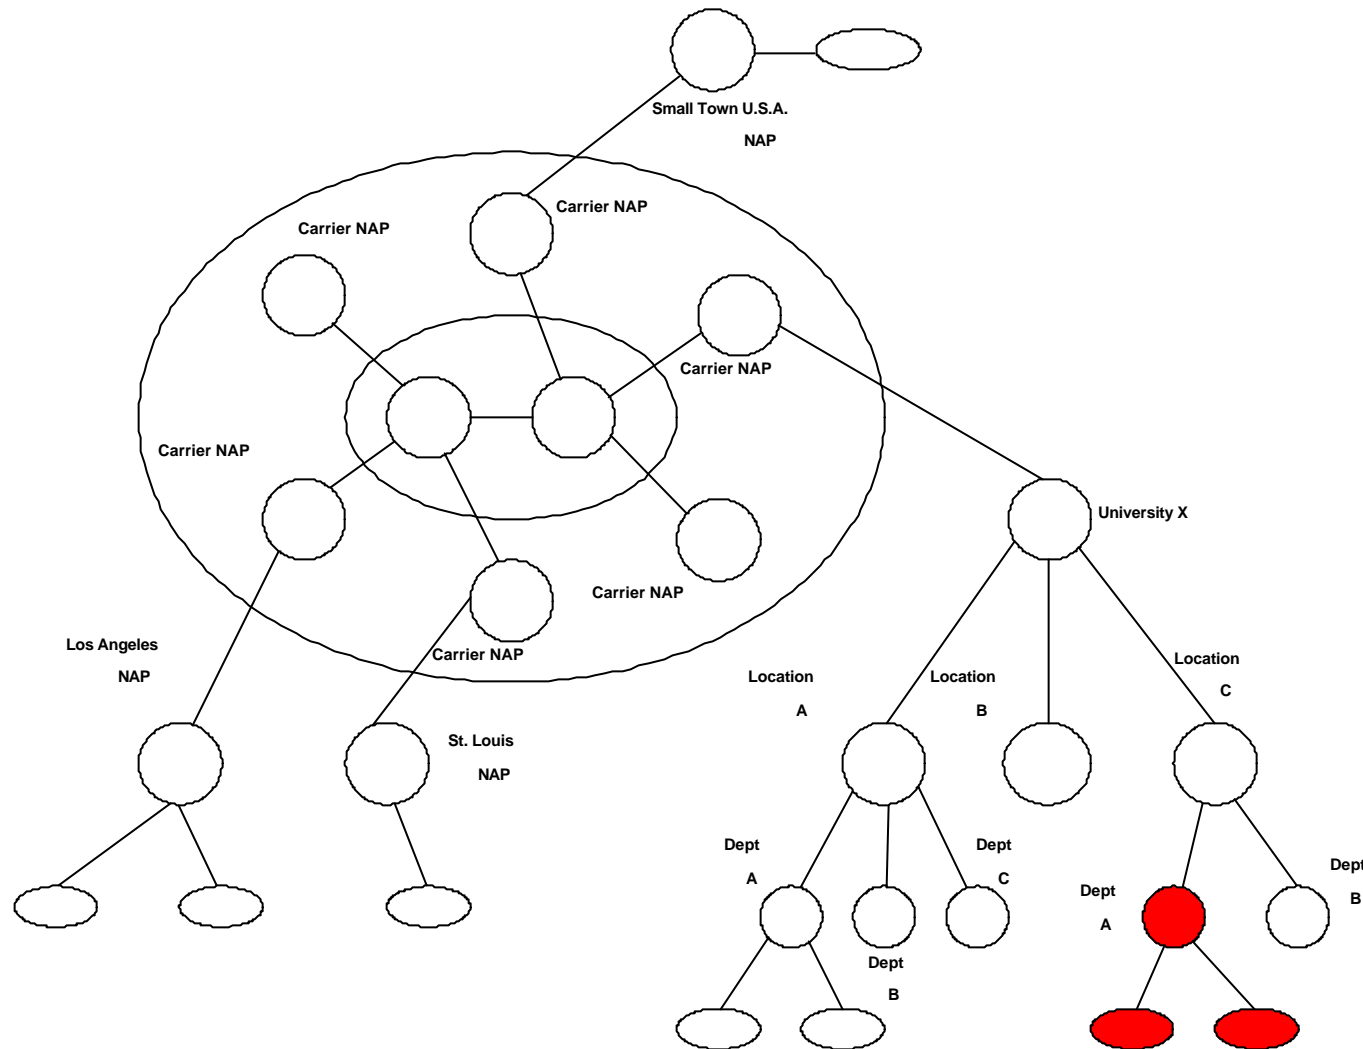 Small Town U.S.A.
NAP
Carrier NAP
Carrier NAP
Carrier NAP
Carrier NAP
Carrier NAP
Carrier NAP
University X
Los Angeles
NAP
St. Louis
NAP
Location
A
Location
B
Location
C
Dept
A
Dept
B
Dept
C
Dept
A
Dept
B